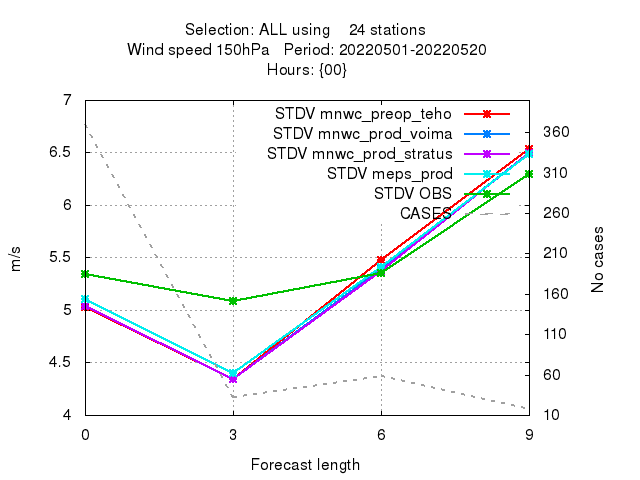 Selection: ALL using    24 stations
Wind speed 150hPa   Period: 20220501-20220520
Hours: {00}
7
6.5
6
5.5
5
4.5
4
m/s
STDV mnwc_preop_teho
STDV mnwc_prod_voima
STDV mnwc_prod_stratus
STDV meps_prod
STDV OBS
CASES
360
310
260
210
160
110
60
10
No cases
0 3 6 9
Forecast length